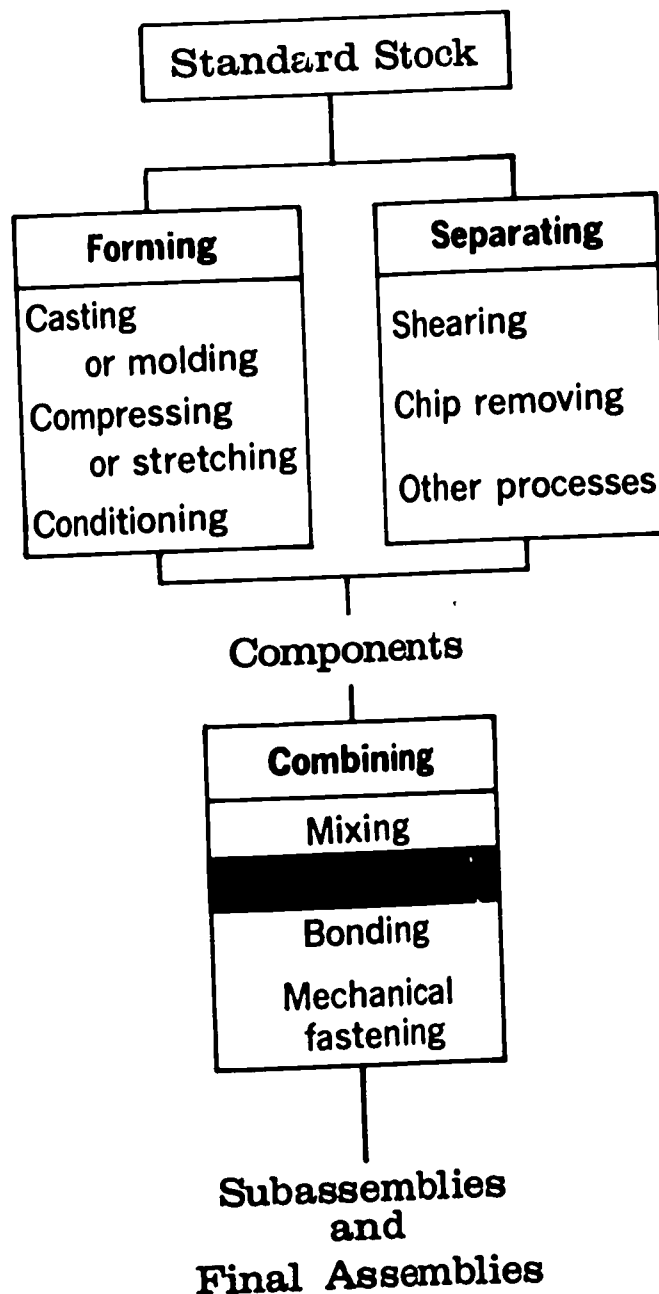 Standard Stock
Forming
Casting
or molding
Compressing
or stretching
Conditioning
Separating
Shearing
Chip removing
Other processes
Components
Combining
Mixing
Bonding
Mechanical
fastening
Subassemblies
and
Final Assemblies